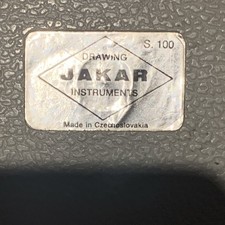 S. 100
DRAWING
JAKAR
INSTRUMENTS
Made in Czechoslovakia